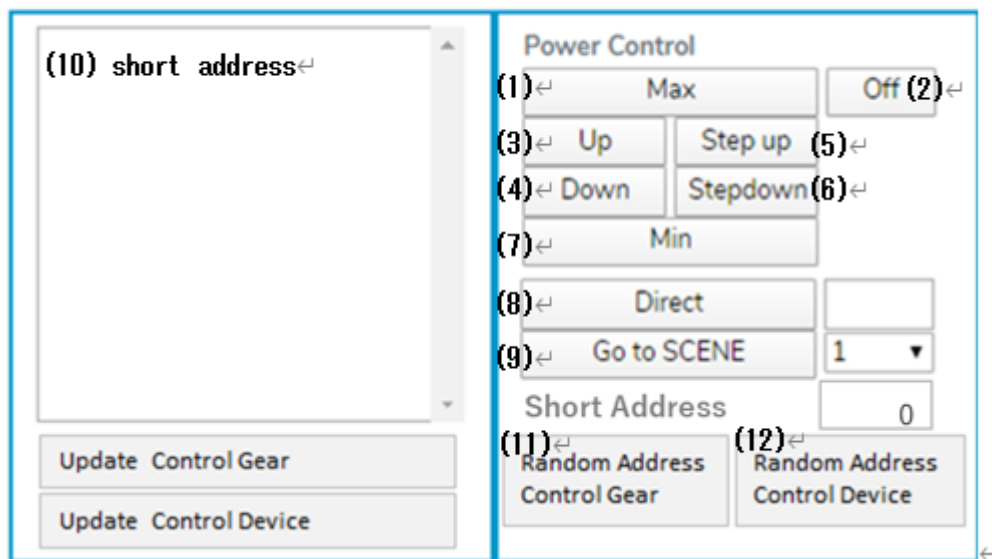 (10) short address↵
Update Control Gear
Update Control Device
Power Control
(1)↵ Max Off (2)↵
(3)↵ Up Step up (5)↵
(4)↵ Down Stepdown (6)↵
(7)↵ Min
(8)↵ Direct
(9)↵ Go to SCENE 1 ▼
Short Address 0
(11)↵ (12)↵
Random Address Random Address
Control Gear Control Device
↵